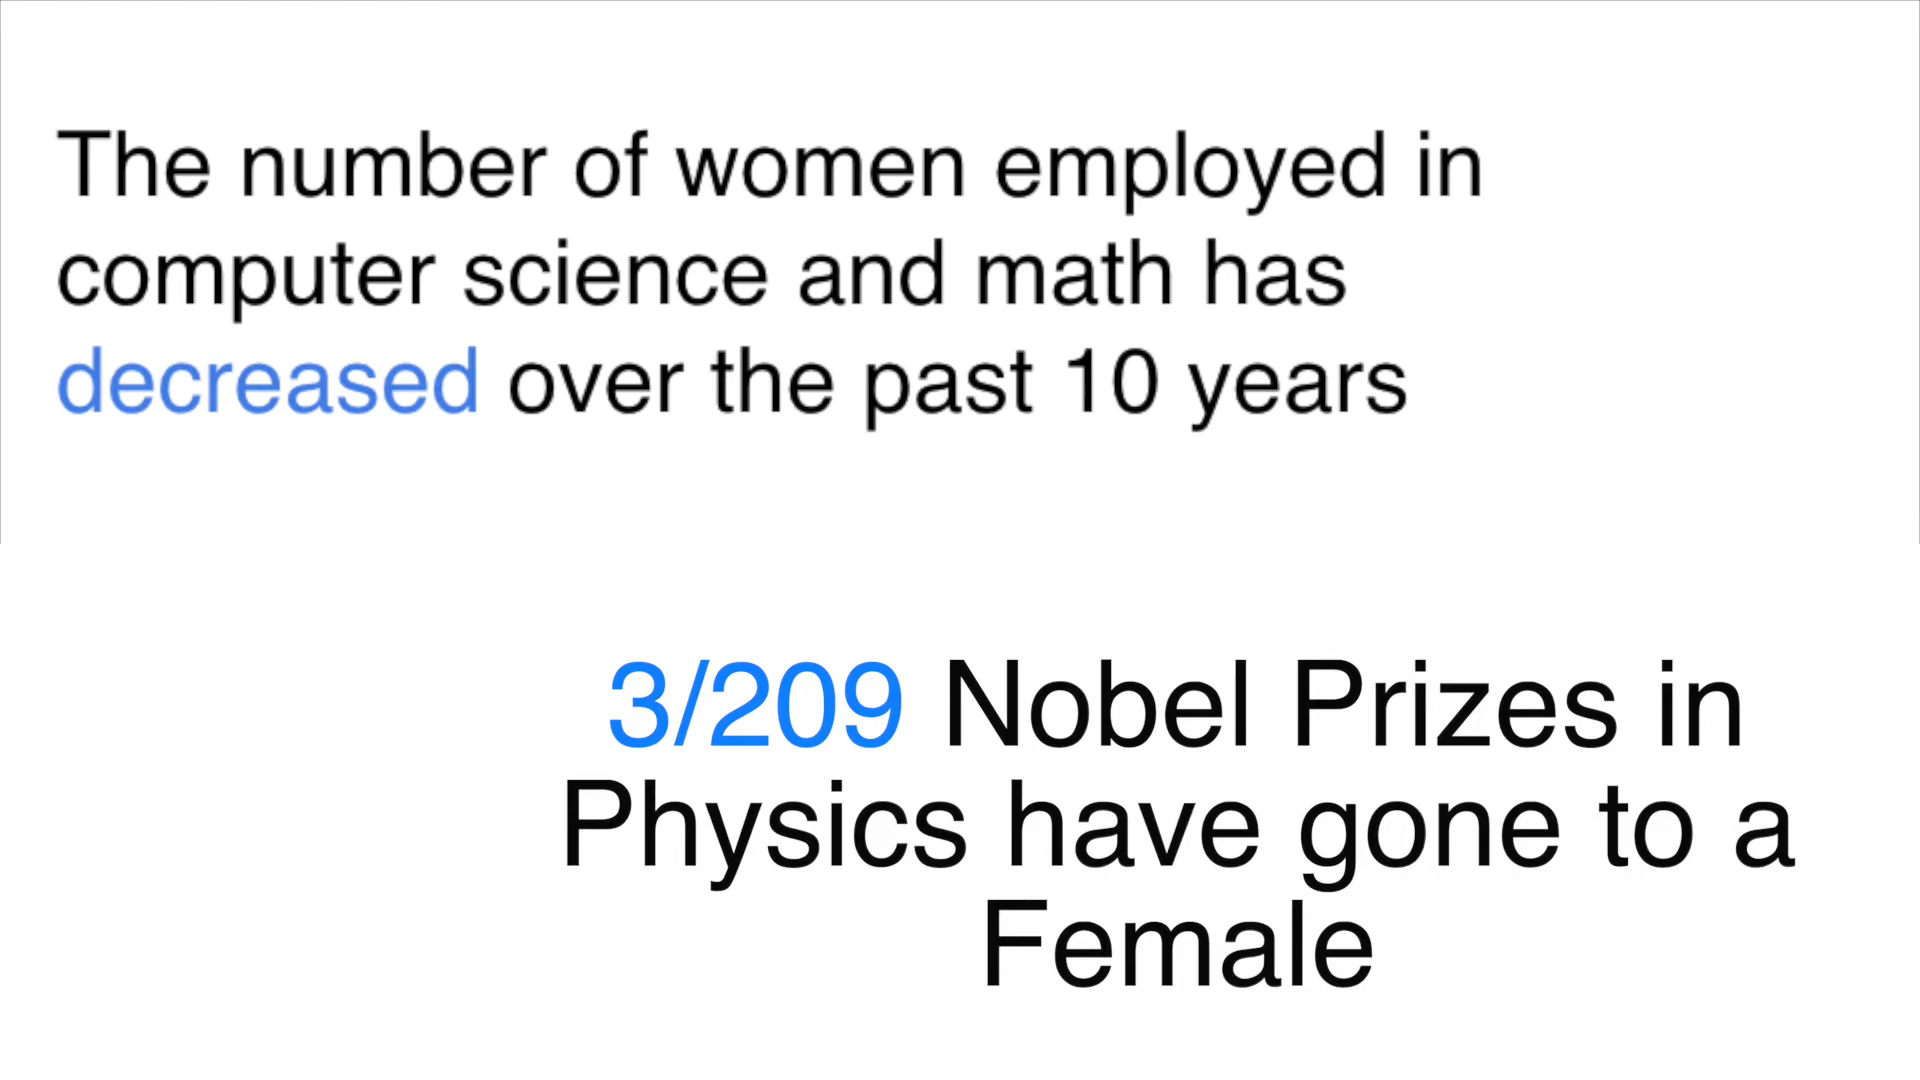 The number of women employed in
computer science and math has
decreased over the past 10 years
3/209 Nobel Prizes in
Physics have gone to a
Female